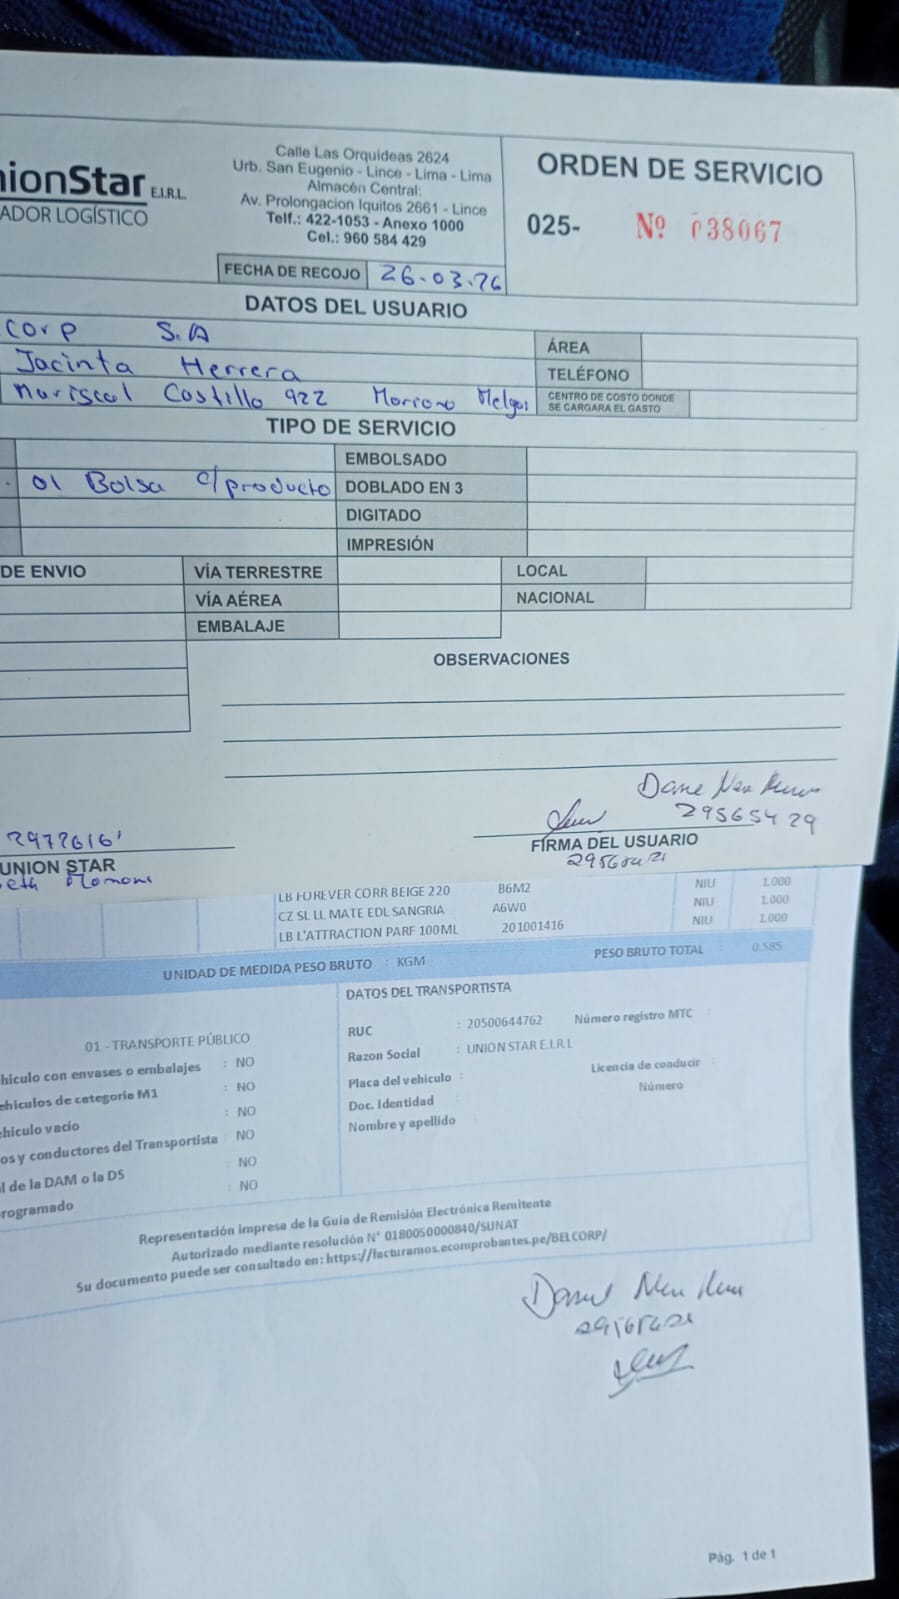 nionStar E.I.R.L.
ADOR LOGÍSTICO
Calle Las Orquideas 2624
Urb. San Eugenio - Lince - Lima - Lima
Almacén Central:
Av. Prolongacion Iquitos 2661 - Lince
Telf.: 422-1053 - Anexo 1000
Cel.: 960 584 429
ORDEN DE SERVICIO
025- Nº 038067
FECHA DE RECOJO 26-03-26
DATOS DEL USUARIO
corp S.A
ÁREA
Jacinta Herrera
TELÉFONO
Mariscal Castillo 922 Melgar
CENTRO DE COSTO DONDE
SE CARGARA EL GASTO
TIPO DE SERVICIO
EMBOLSADO
01 Bolsa c/producto DOBLADO EN 3
DIGITADO
IMPRESIÓN
DE ENVIO VÍA TERRESTRE LOCAL
VÍA AÉREA NACIONAL
EMBALAJE
OBSERVACIONES
29565429
29726161
FIRMA DEL USUARIO
UNION STAR
LB FOREVER CORR BEIGE 220 B6M2 NIU 1.000
CZ SL LL MATE EDL SANGRIA A6W0 NIU 1.000
LB L'ATTRACTION PARF 100ML 201001416 NIU 1.000
UNIDAD DE MEDIDA PESO BRUTO : KGM PESO BRUTO TOTAL : 0.585
DATOS DEL TRANSPORTISTA
01 - TRANSPORTE PÚBLICO
RUC : 20500644762 Número registro MTC :
hiculo con envases o embalajes : NO
Razon Social : UNION STAR E.I.R.L
ehiculos de categoria M1 : NO
Placa del vehiculo : Licencia de conducir :
hiculo vacio : NO
Doc. Identidad : Número :
os y conductores del Transportista : NO
Nombre y apellido :
l de la DAM o la DS : NO
rogramado : NO
Representación impresa de la Guia de Remisión Electrónica Remitente
Autorizado mediante resolución N° 0180050000840/SUNAT
Su documento puede ser consultado en: https://facturamos.ecomprobantes.pe/BELCORP/
Pág. 1 de 1